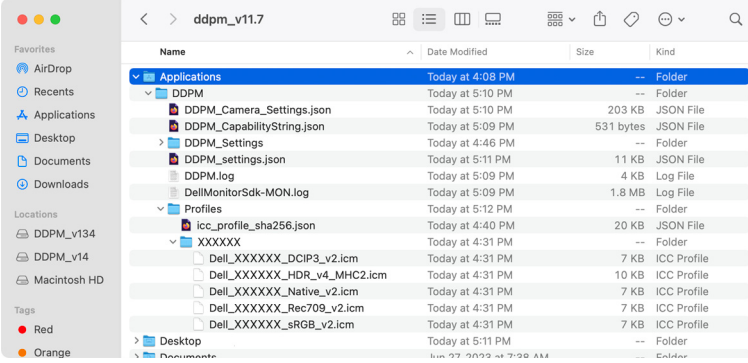 ddpm_v11.7
Favorites
AirDrop
Recents
Applications
Desktop
Documents
Downloads
Locations
DDPM_v134
DDPM_v14
Macintosh HD
Tags
Red
Orange
Name Date Modified Size Kind
Applications Today at 4:08 PM -- Folder
DDPM Today at 5:10 PM -- Folder
DDPM_Camera_Settings.json Today at 5:10 PM 203 KB JSON File
DDPM_CapabilityString.json Today at 5:09 PM 531 bytes JSON File
DDPM_Settings Today at 4:46 PM -- Folder
DDPM_settings.json Today at 5:11 PM 11 KB JSON File
DDPM.log Today at 5:09 PM 4 KB Log File
DellMonitorSdk-MON.log Today at 5:09 PM 1.8 MB Log File
Profiles Today at 5:12 PM -- Folder
icc_profile_sha256.json Today at 4:40 PM 20 KB JSON File
XXXXXX Today at 4:31 PM -- Folder
Dell_XXXXXX_DCIP3_v2.icm Today at 4:31 PM 7 KB ICC Profile
Dell_XXXXXX_HDR_v4_MHC2.icm Today at 4:31 PM 10 KB ICC Profile
Dell_XXXXXX_Native_v2.icm Today at 4:31 PM 7 KB ICC Profile
Dell_XXXXXX_Rec709_v2.icm Today at 4:31 PM 7 KB ICC Profile
Dell_XXXXXX_sRGB_v2.icm Today at 4:31 PM 7 KB ICC Profile
Desktop Today at 5:11 PM -- Folder
Documents Jun 27, 2023 at 7:38 AM -- Folder